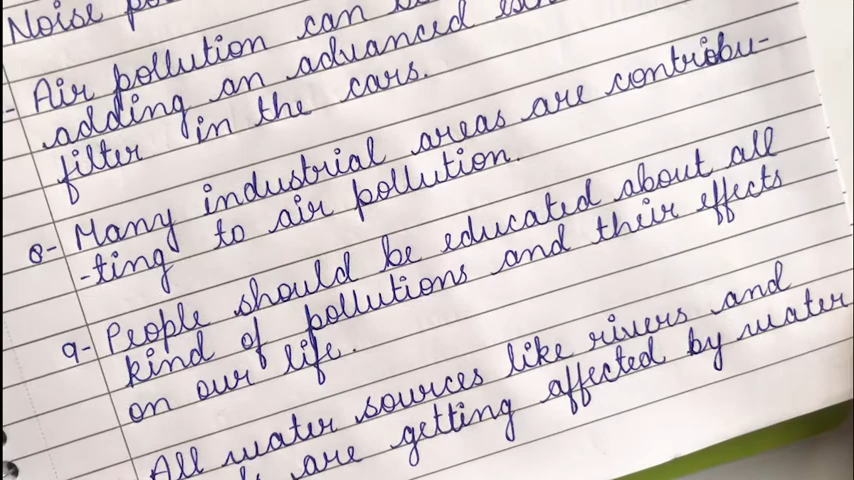 Noise
- Air pollution can
adding an advanced
filter in the cars.
8- Many industrial areas are contribu-
-ting to air pollution.
9- People should be educated about all
kind of pollutions and their effects
on our life.
All water sources like rivers and
are getting affected by water